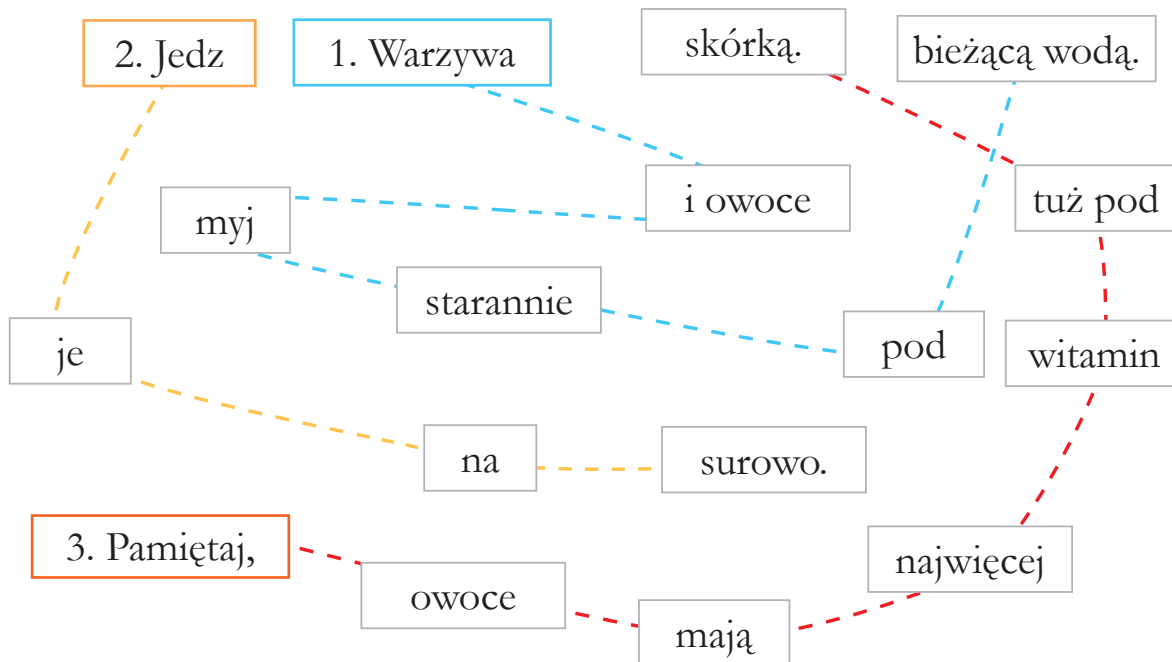 2. Jedz
1. Warzywa
skórką.
bieżącą wodą.
myj
i owoce
tuż pod
starannie
je
pod
witamin
na
surowo.
3. Pamiętaj,
owoce
mają
najwięcej